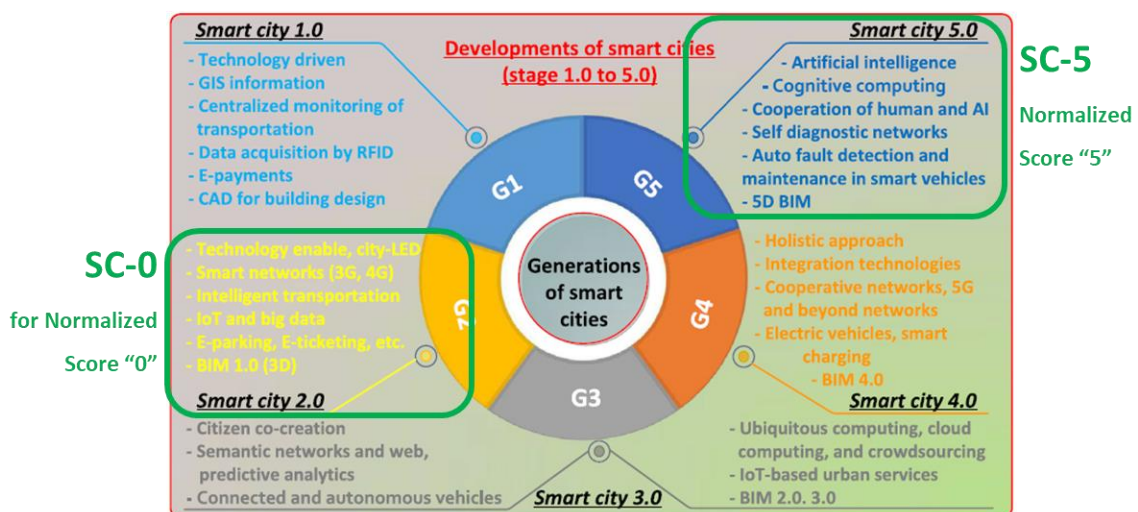 Smart city 1.0
- Technology driven
- GIS information
- Centralized monitoring of
transportation
- Data acquisition by RFID
- E-payments
- CAD for building design
Developments of smart cities
(stage 1.0 to 5.0)
Smart city 5.0
- Artificial intelligence
- Cognitive computing
- Cooperation of human and AI
- Self diagnostic networks
- Auto fault detection and
maintenance in smart vehicles
- 5D BIM
SC-5
Normalized
Score “5”
G1
G5
G2
G4
G3
Generations
of smart
cities
SC-0
for Normalized
Score “0”
- Technology enable, city-LED
- Smart networks (3G, 4G)
- Intelligent transportation
- IoT and big data
- E-parking, E-ticketing, etc.
- BIM 1.0 (3D)
Smart city 2.0
- Holistic approach
- Integration technologies
- Cooperative networks, 5G
and beyond networks
- Electric vehicles, smart
charging
- BIM 4.0
Smart city 4.0
- Citizen co-creation
- Semantic networks and web,
predictive analytics
- Connected and autonomous vehicles
Smart city 3.0
- Ubiquitous computing, cloud
computing, and crowdsourcing
- IoT-based urban services
- BIM 2.0. 3.0